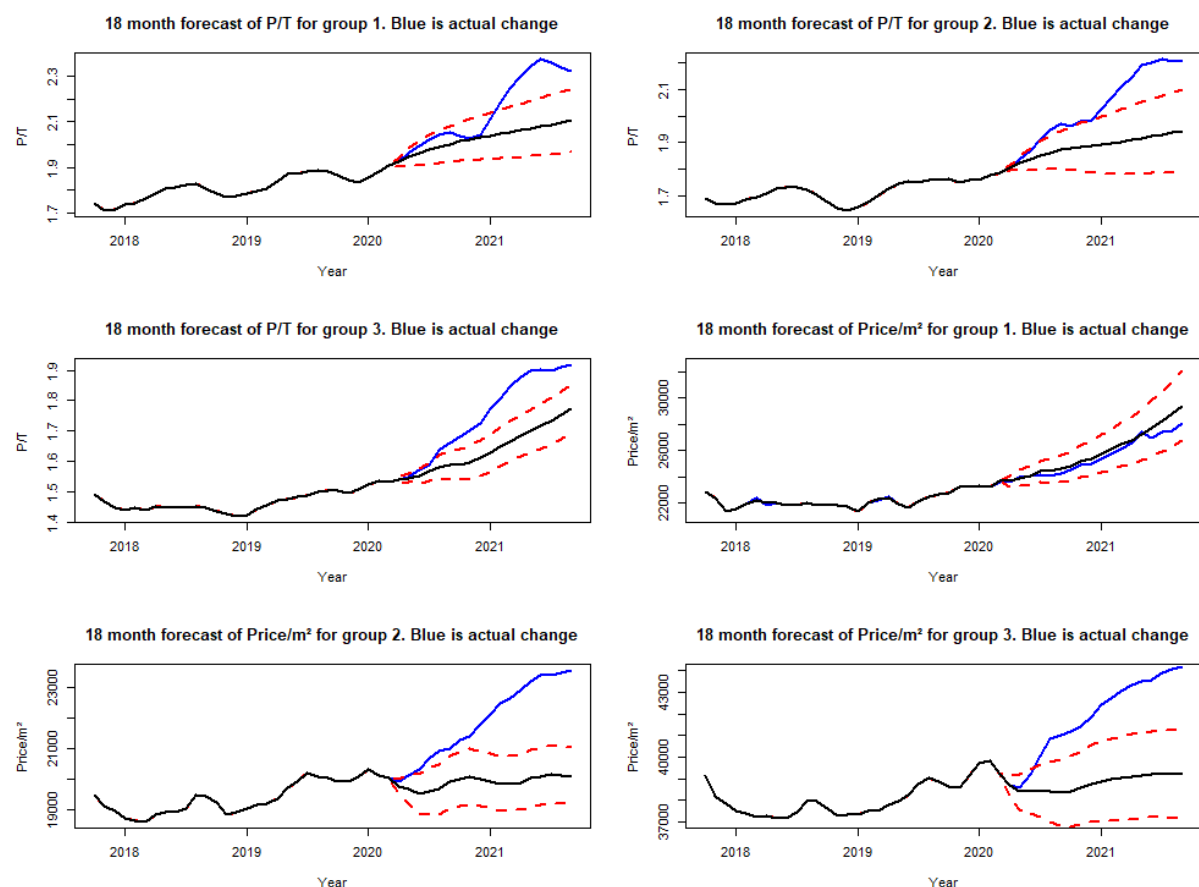 18 month forecast of P/T for group 1. Blue is actual change
P/T
1.7 1.9 2.1 2.3
2018 2019 2020 2021
Year
18 month forecast of P/T for group 2. Blue is actual change
P/T
1.7 1.9 2.1
2018 2019 2020 2021
Year
18 month forecast of P/T for group 3. Blue is actual change
P/T
1.4 1.5 1.6 1.7 1.8 1.9
2018 2019 2020 2021
Year
18 month forecast of Price/m² for group 1. Blue is actual change
Price/m²
22000 26000 30000
2018 2019 2020 2021
Year
18 month forecast of Price/m² for group 2. Blue is actual change
Price/m²
19000 21000 23000
2018 2019 2020 2021
Year
18 month forecast of Price/m² for group 3. Blue is actual change
Price/m²
37000 40000 43000
2018 2019 2020 2021
Year